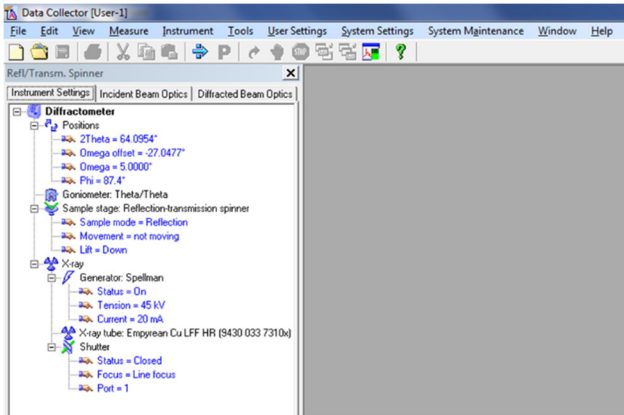 Data Collector [User-1]
File Edit View Measure Instrument Tools User Settings System Settings System Maintenance Window Help
Refl/Transm. Spinner
Instrument Settings Incident Beam Optics Diffracted Beam Optics
Diffractometer
Positions
2Theta = 64.0954°
Omega offset = -27.0477°
Omega = 5.0000°
Phi = 87.4°
Goniometer: Theta/Theta
Sample stage: Reflection-transmission spinner
Sample mode = Reflection
Movement = not moving
Lift = Down
X-ray
Generator: Spellman
Status = On
Tension = 45 kV
Current = 20 mA
X-ray tube: Empyrean Cu LFF HR (9430 033 7310x)
Shutter
Status = Closed
Focus = Line focus
Port = 1